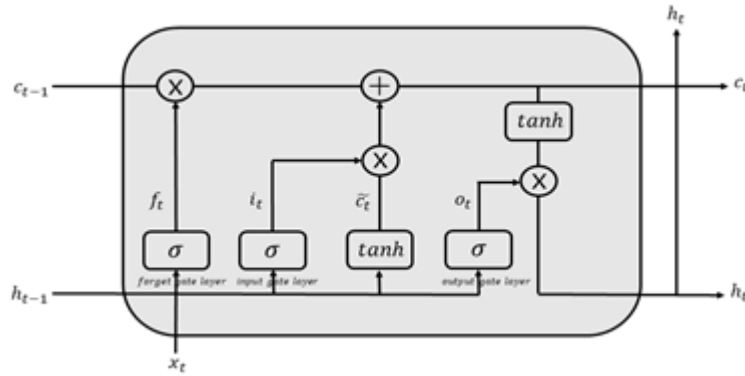 h_t
c_{t-1} × + c_t
tanh
× ×
f_t i_t c̃_t o_t
σ σ tanh σ
forget gate layer input gate layer output gate layer
h_{t-1} h_t
x_t